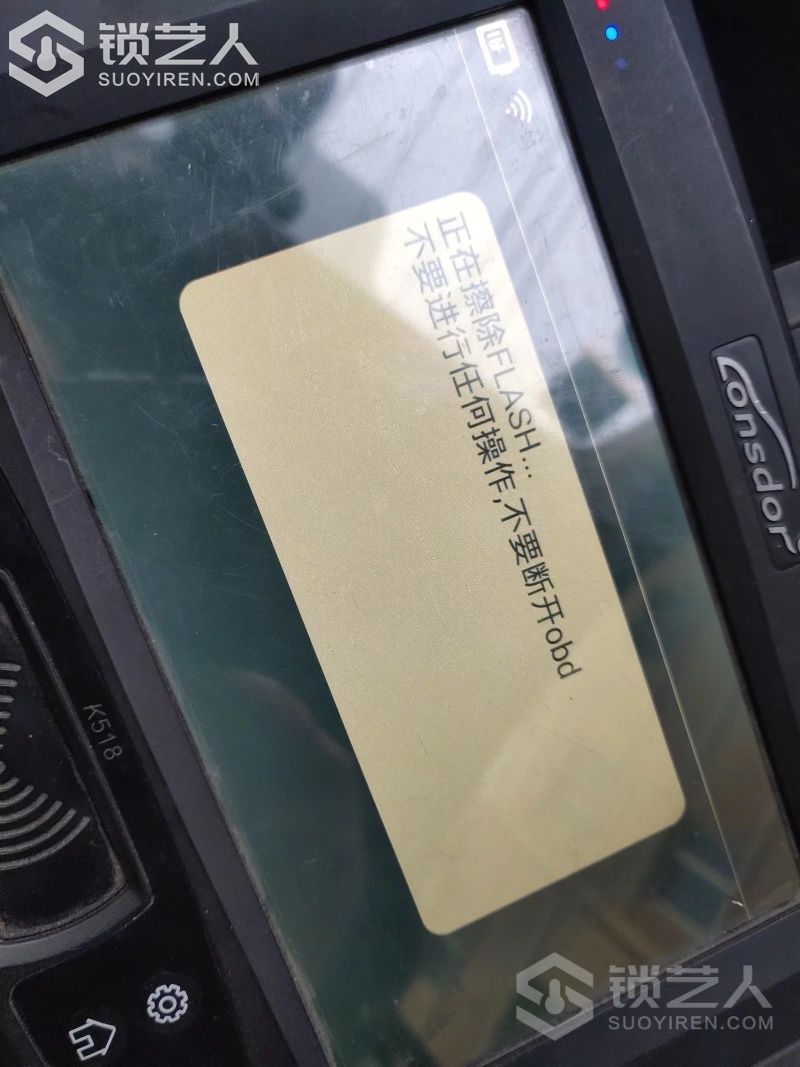 锁艺人
SUOYIREN.COM
正在擦除FLASH...
不要进行任何操作,不要断开obd
Lonsdor
K518
锁艺人
SUOYIREN.COM